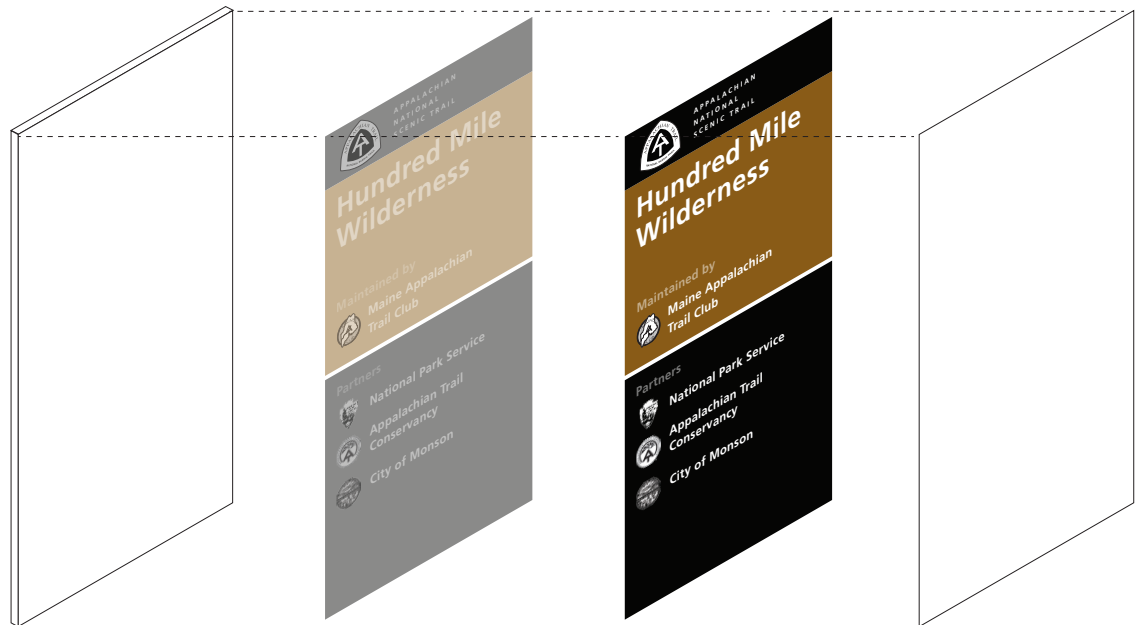 APPALACHIAN
NATIONAL
SCENIC TRAIL
Hundred Mile
Wilderness
Maintained by
Maine Appalachian
Trail Club
Partners
National Park Service
Appalachian Trail
Conservancy
City of Monson
APPALACHIAN
NATIONAL
SCENIC TRAIL
Hundred Mile
Wilderness
Maintained by
Maine Appalachian
Trail Club
Partners
National Park Service
Appalachian Trail
Conservancy
City of Monson